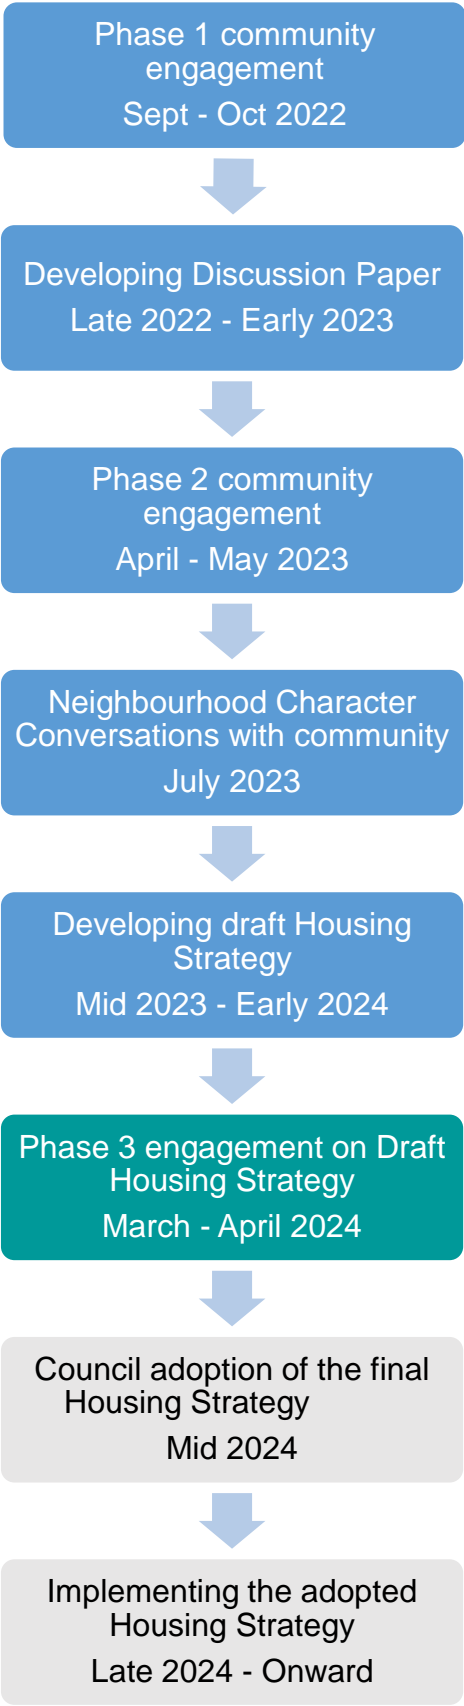 Phase 1 community
engagement
Sept - Oct 2022
Developing Discussion Paper
Late 2022 - Early 2023
Phase 2 community
engagement
April - May 2023
Neighbourhood Character
Conversations with community
July 2023
Developing draft Housing
Strategy
Mid 2023 - Early 2024
Phase 3 engagement on Draft
Housing Strategy
March - April 2024
Council adoption of the final
Housing Strategy
Mid 2024
Implementing the adopted
Housing Strategy
Late 2024 - Onward